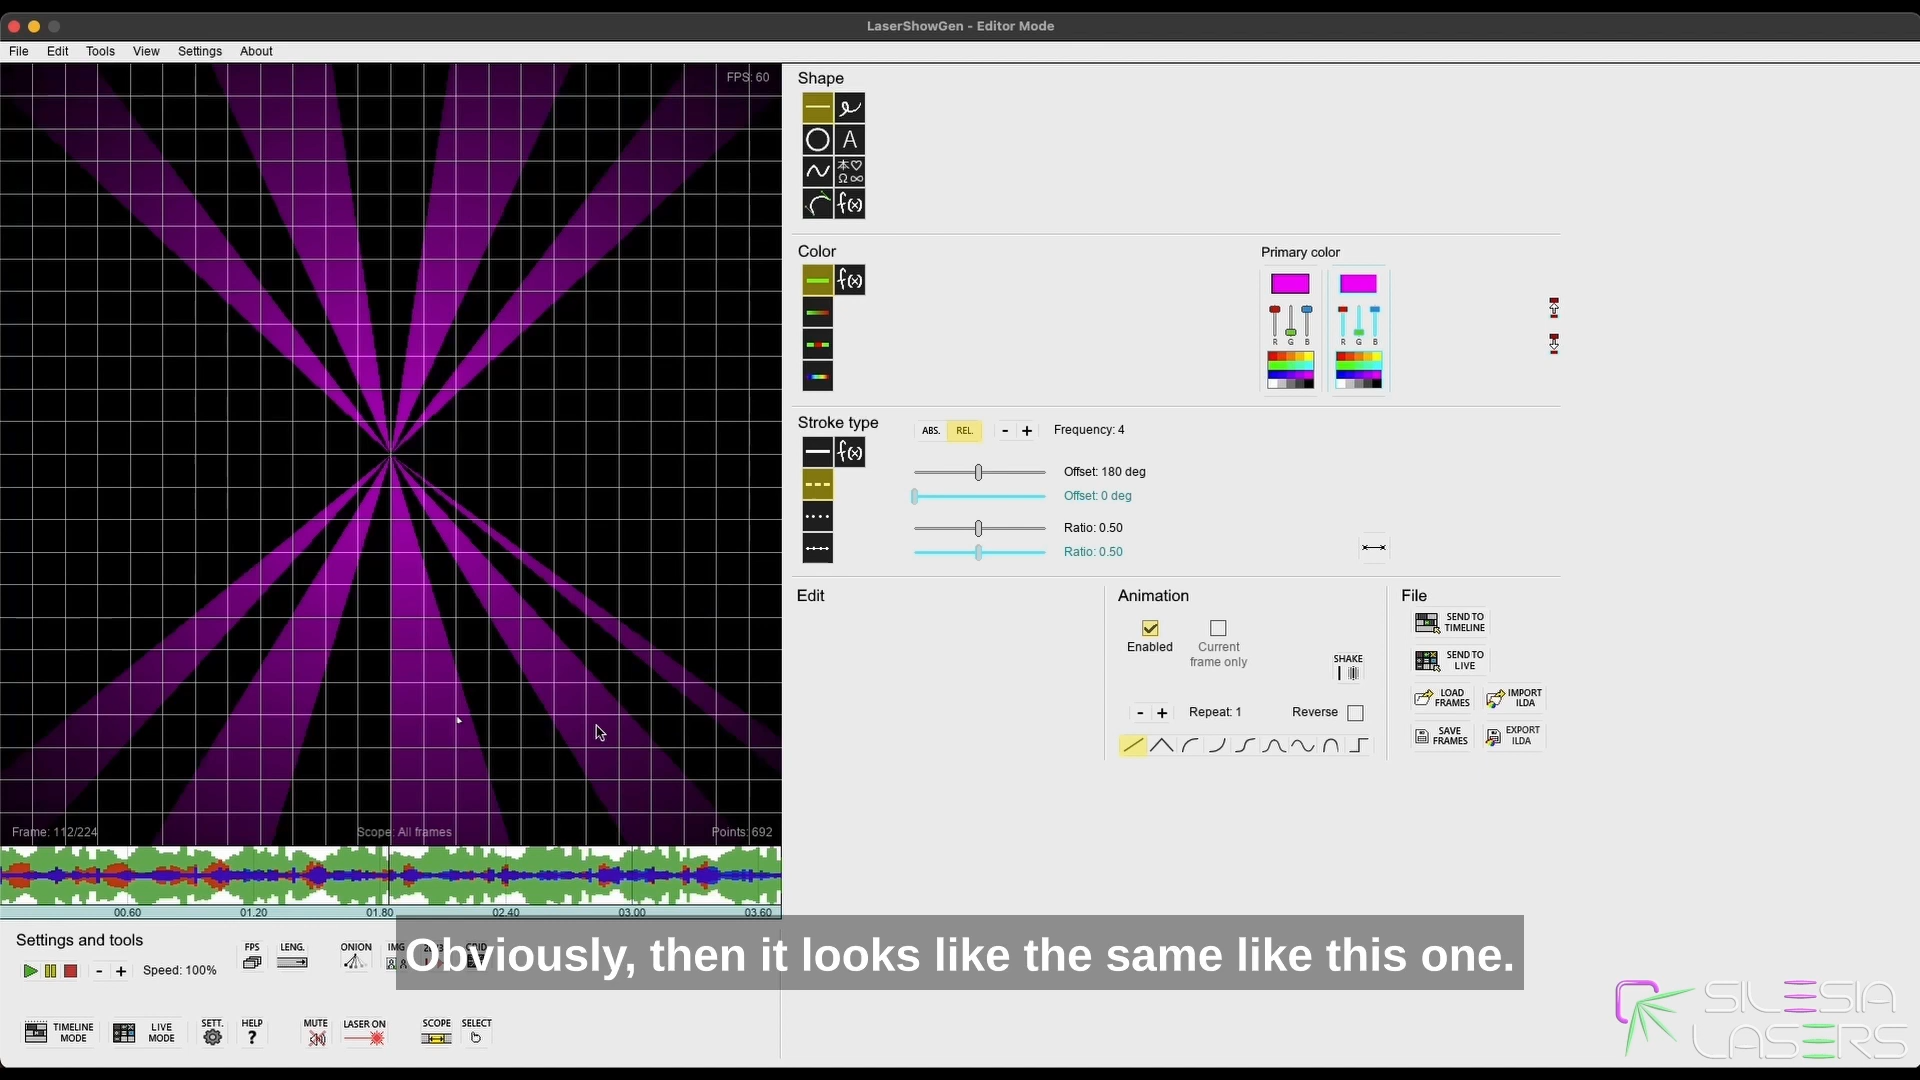 LaserShowGen - Editor Mode
File Edit Tools View Settings About
FPS: 60
Shape
A
本♡
Ω∞
f(x)
Color
f(x)
Primary color
R G B
R G B
Stroke type
f(x)
ABS. REL. - + Frequency: 4
Offset: 180 deg
Offset: 0 deg
Ratio: 0.50
Ratio: 0.50
Edit
Animation
Enabled
Current
frame only
SHAKE
- + Repeat: 1 Reverse
File
SEND TO
TIMELINE
SEND TO
LIVE
LOAD
FRAMES
IMPORT
ILDA
SAVE
FRAMES
EXPORT
ILDA
Frame: 112/224 Scope: All frames Points: 692
00.60 01.20 01.80 02.40 03.00 03.60
Settings and tools
- + Speed: 100%
FPS LENG. ONION IMG
Obviously, then it looks like the same like this one.
TIMELINE
MODE
LIVE
MODE
SETT. HELP
?
MUTE LASER ON SCOPE SELECT
SILESIA
LASERS